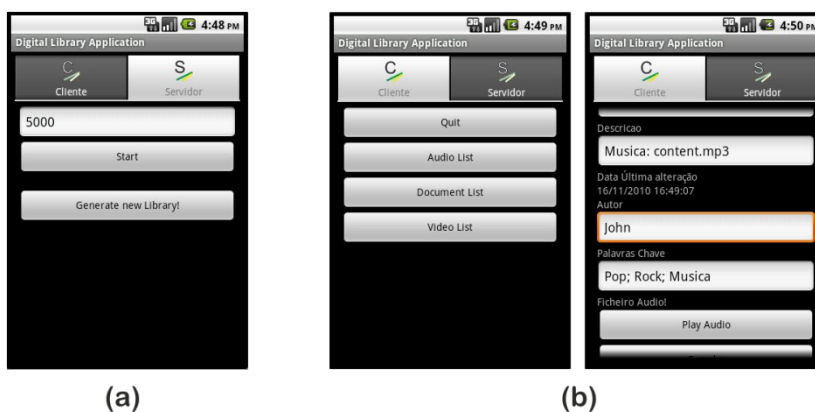 4:48 PM
Digital Library Application
C
Cliente
S
Servidor
5000
Start
Generate new Library!
(a)
4:49 PM
Digital Library Application
C
Cliente
S
Servidor
Quit
Audio List
Document List
Video List
4:50 PM
Digital Library Application
C
Cliente
S
Servidor
Descricao
Musica: content.mp3
Data Última alteração
16/11/2010 16:49:07
Autor
John
Palavras Chave
Pop; Rock; Musica
Ficheiro Audio!
Play Audio
(b)